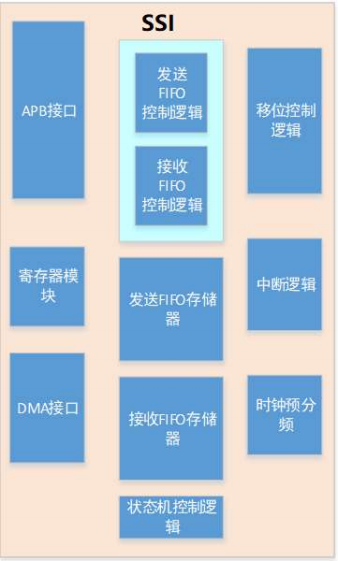 SSI
APB接口
发送
FIFO
控制逻辑
接收
FIFO
控制逻辑
移位控制
逻辑
寄存器模
块
发送FIFO存储
器
中断逻辑
DMA接口
接收FIFO存储
器
时钟预分
频
状态机控制逻
辑